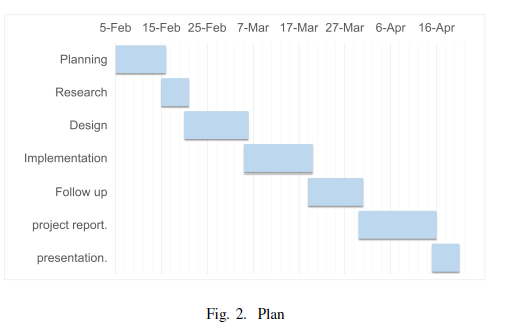 5-Feb 15-Feb 25-Feb 7-Mar 17-Mar 27-Mar 6-Apr 16-Apr
Planning
Research
Design
Implementation
Follow up
project report.
presentation.
Fig. 2. Plan